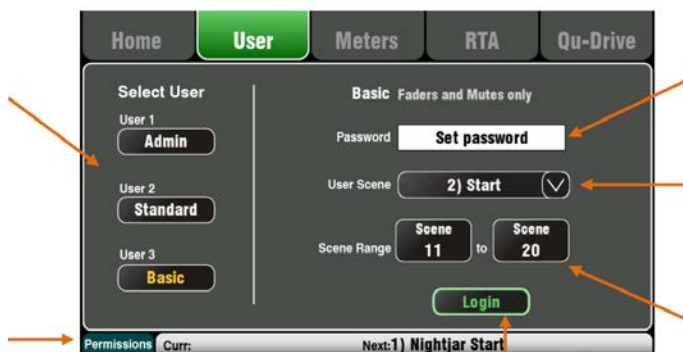 Home User Meters RTA Qu-Drive
Select User
User 1
Admin
User 2
Standard
User 3
Basic
Basic Faders and Mutes only
Password Set password
User Scene 2) Start
Scene Range Scene 11 to Scene 20
Login
Permissions Curr: Next:1) Nightjar Start